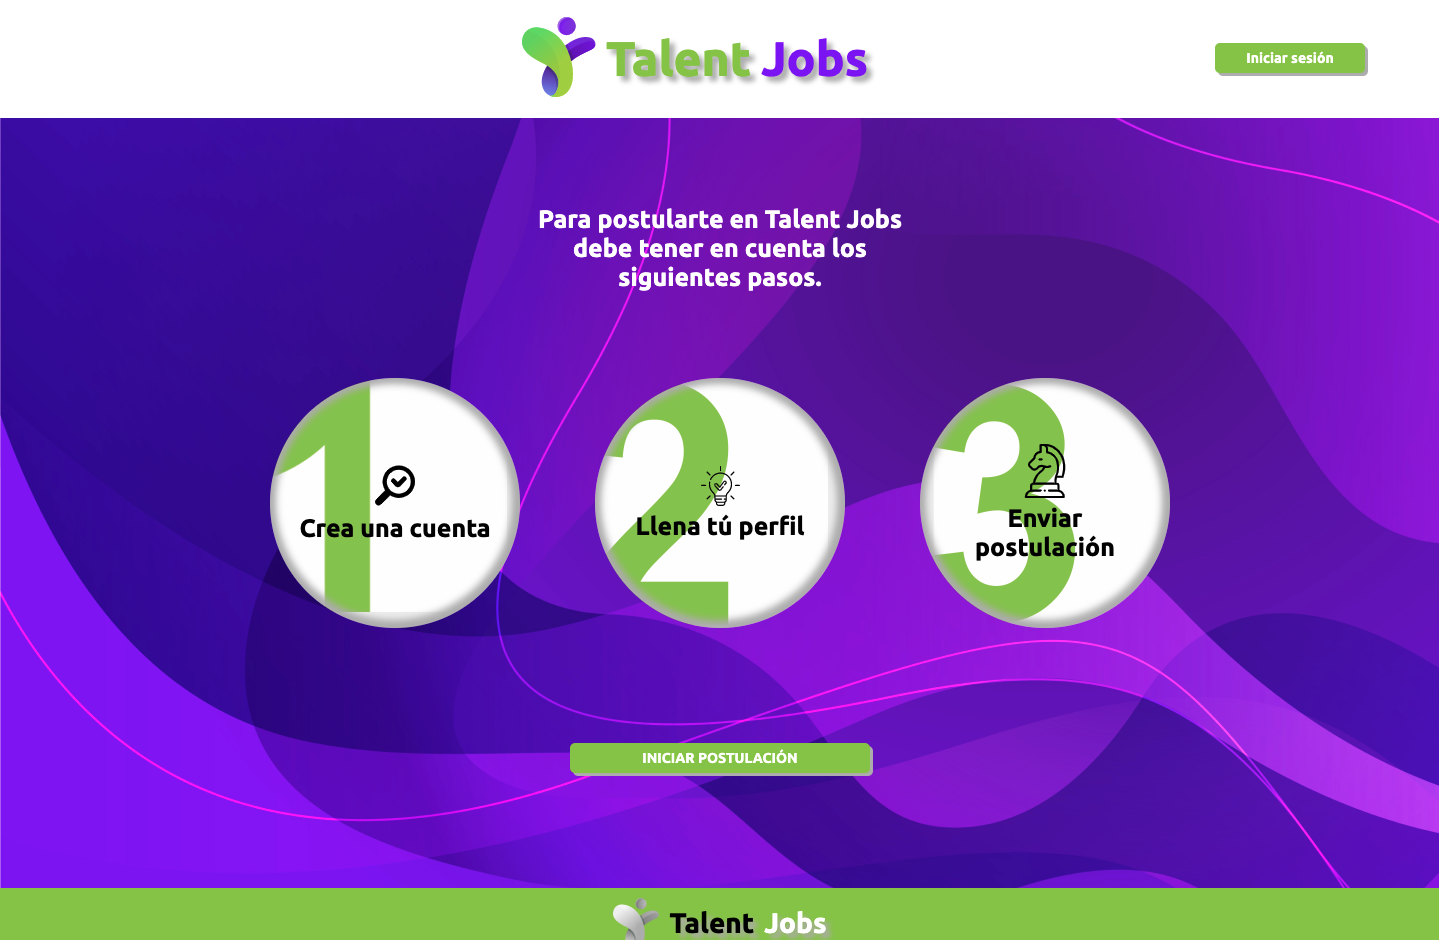 Talent Jobs
Iniciar sesión
Para postularte en Talent Jobs
debe tener en cuenta los
siguientes pasos.
1
Crea una cuenta
2
Llena tú perfil
3
Enviar
postulación
INICIAR POSTULACIÓN
Talent Jobs